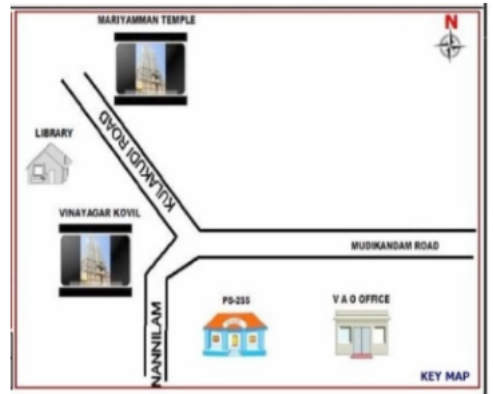 MARIYAMMAN TEMPLE
N
KULAKUDI ROAD
LIBRARY
VINAYAGAR KOVIL
MUDIKANDAM ROAD
NANNILAM
PS-255
V A O OFFICE
KEY MAP